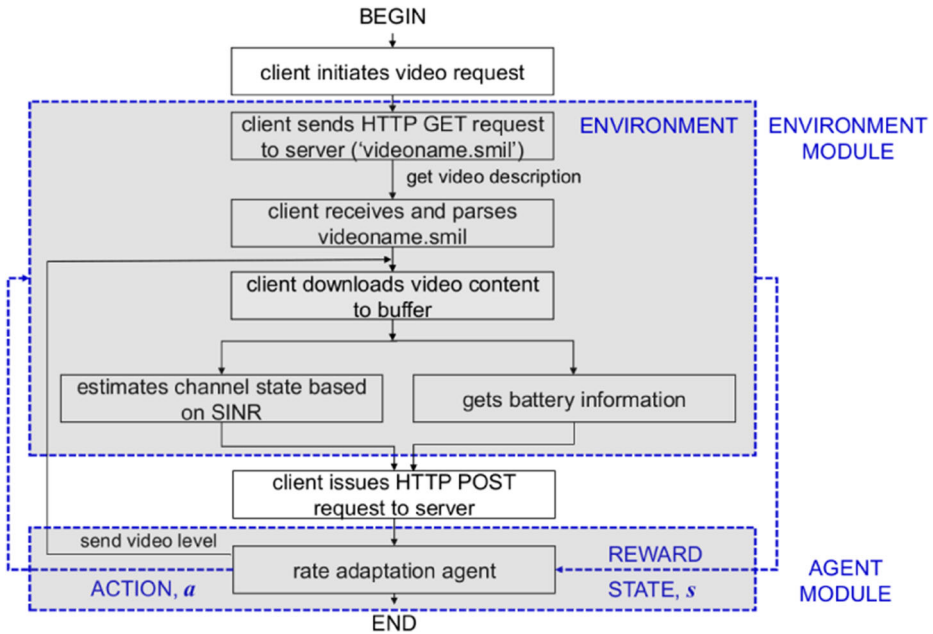 BEGIN
client initiates video request
client sends HTTP GET request
to server (‘videoname.smil’)
ENVIRONMENT
ENVIRONMENT
MODULE
get video description
client receives and parses
videoname.smil
client downloads video content
to buffer
estimates channel state based
on SINR
gets battery information
client issues HTTP POST
request to server
send video level
rate adaptation agent
REWARD
ACTION, a
STATE, s
AGENT
MODULE
END